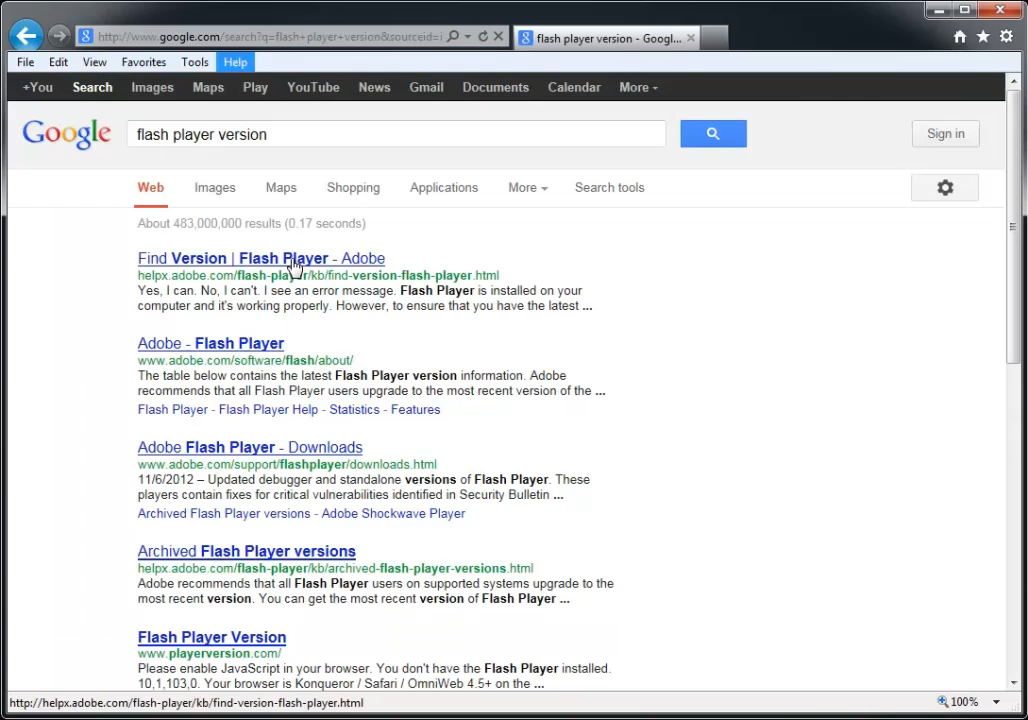 http://www.google.com/search?q=flash+player+version&sourceid=i
flash player version - Googl...
File Edit View Favorites Tools Help
+You Search Images Maps Play YouTube News Gmail Documents Calendar More
Google
flash player version
Sign in
Web Images Maps Shopping Applications More Search tools
About 483,000,000 results (0.17 seconds)
Find Version | Flash Player - Adobe
helpx.adobe.com/flash-player/kb/find-version-flash-player.html
Yes, I can. No, I can't. I see an error message. Flash Player is installed on your
computer and it's working properly. However, to ensure that you have the latest ...
Adobe - Flash Player
www.adobe.com/software/flash/about/
The table below contains the latest Flash Player version information. Adobe
recommends that all Flash Player users upgrade to the most recent version of the ...
Flash Player - Flash Player Help - Statistics - Features
Adobe Flash Player - Downloads
www.adobe.com/support/flashplayer/downloads.html
11/6/2012 – Updated debugger and standalone versions of Flash Player. These
players contain fixes for critical vulnerabilities identified in Security Bulletin ...
Archived Flash Player versions - Adobe Shockwave Player
Archived Flash Player versions
helpx.adobe.com/flash-player/kb/archived-flash-player-versions.html
Adobe recommends that all Flash Player users on supported systems upgrade to the
most recent version. You can get the most recent version of Flash Player ...
Flash Player Version
www.playerversion.com/
Please enable JavaScript in your browser. You don't have the Flash Player installed.
10,1,103,0. Your browser is Konqueror / Safari / OmniWeb 4.5+ on the ...
http://helpx.adobe.com/flash-player/kb/find-version-flash-player.html
100%